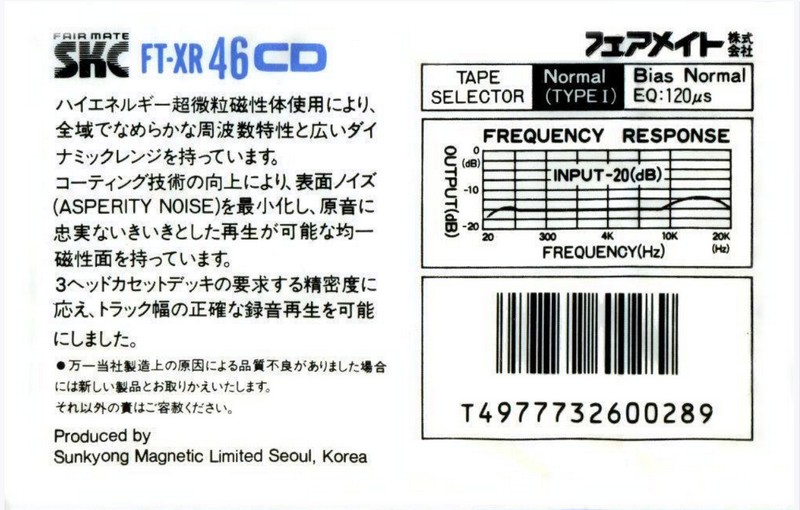 FAIR MATE
SKC FT-XR 46 CD
ハイエネルギー超微粒磁性体使用により、
全域でなめらかな周波数特性と広いダイ
ナミックレンジを持っています。
コーティング技術の向上により、表面ノイズ
(ASPERITY NOISE)を最小化し、原音に
忠実ないきいきとした再生が可能な均一
磁性面を持っています。
3ヘッドカセットデッキの要求する精密度に
応え、トラック幅の正確な録音再生を可能
にしました。
●万一当社製造上の原因による品質不良がありました場合
には新しい製品とお取りかえいたします。
それ以外の責はご容赦ください。
Produced by
Sunkyong Magnetic Limited Seoul, Korea
フェアメイト株式会社
TAPE SELECTOR
Normal (TYPE I)
Bias Normal
EQ:120μs
FREQUENCY RESPONSE
OUTPUT(dB)
0
(dB)
-10
-20
INPUT-20(dB)
20 300 4K 10K 20K
(Hz)
FREQUENCY(Hz)
T4977732600289